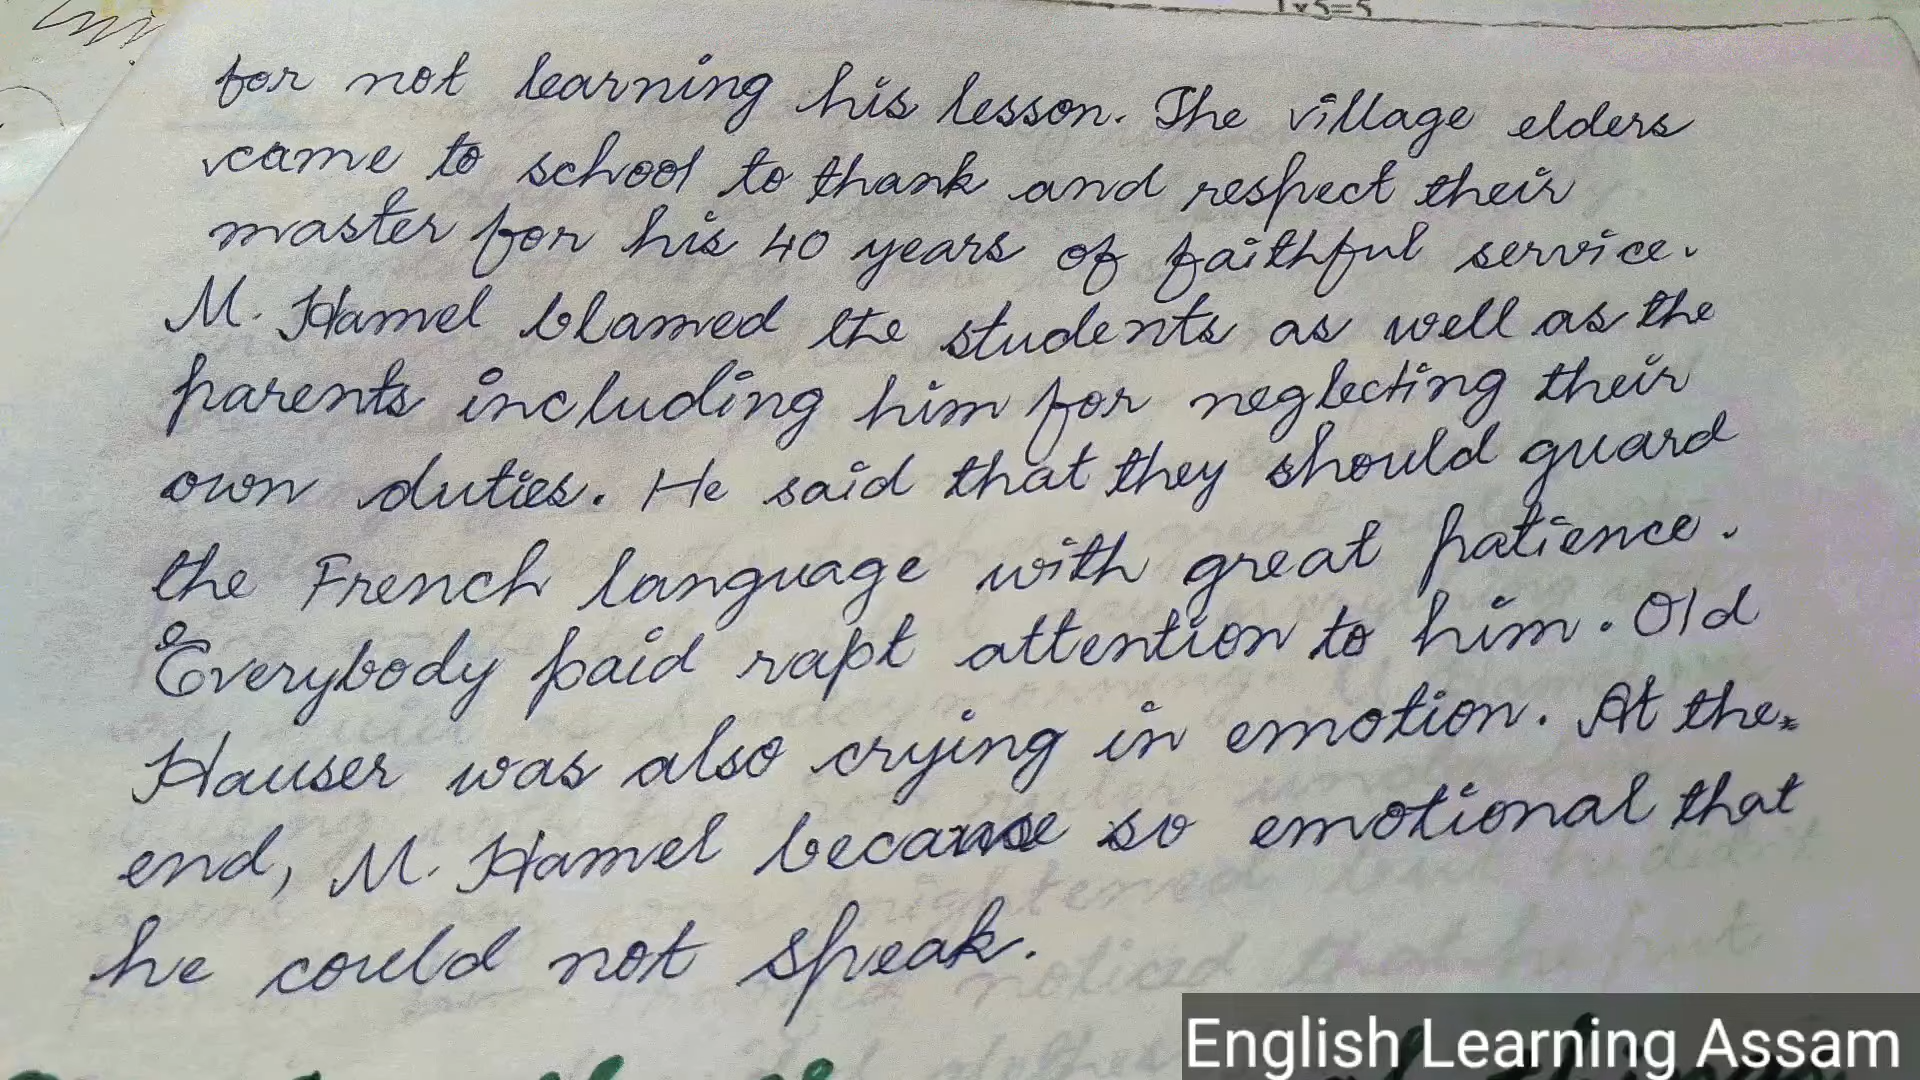 1x5=5
for not learning his lesson. The village elders
came to school to thank and respect their
master for his 40 years of faithful service.
M. Hamel blamed the students as well as the
parents including him for neglecting their
own duties. He said that they should guard
the French language with great patience.
Everybody paid rapt attention to him. Old
Hauser was also crying in emotion. At the
end, M. Hamel became so emotional that
he could not speak.
English Learning Assam